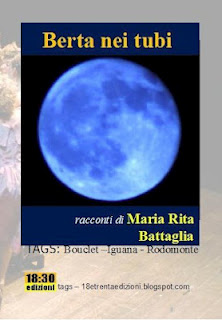 Berta nei tubi
racconti di Maria Rita
Battaglia
TAGS: Bouclet –Iguana - Rodomonte
18:30
edizioni
tags – 18etrentaedizioni.blogspot.com